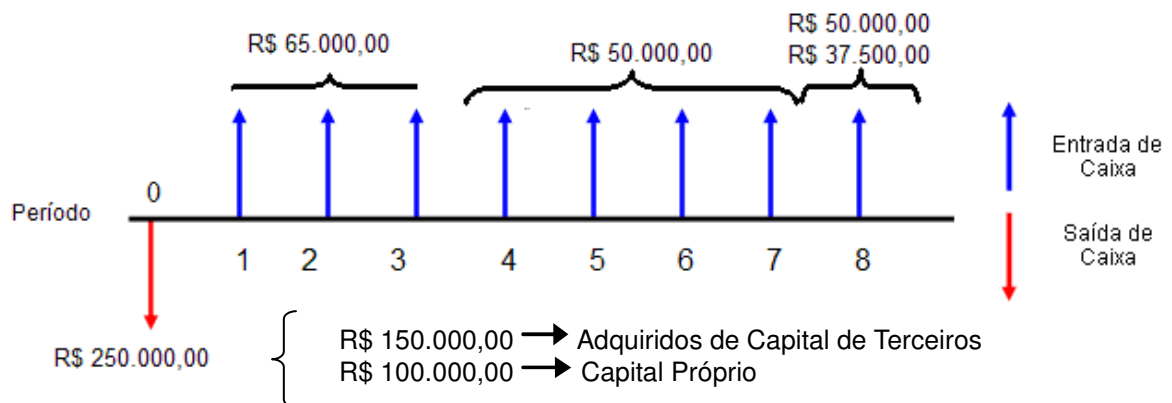 R$ 65.000,00
R$ 50.000,00
R$ 50.000,00
R$ 37.500,00
Entrada de
Caixa
Período
0
1 2 3 4 5 6 7 8
Saída de
Caixa
R$ 250.000,00
R$ 150.000,00 → Adquiridos de Capital de Terceiros
R$ 100.000,00 → Capital Próprio